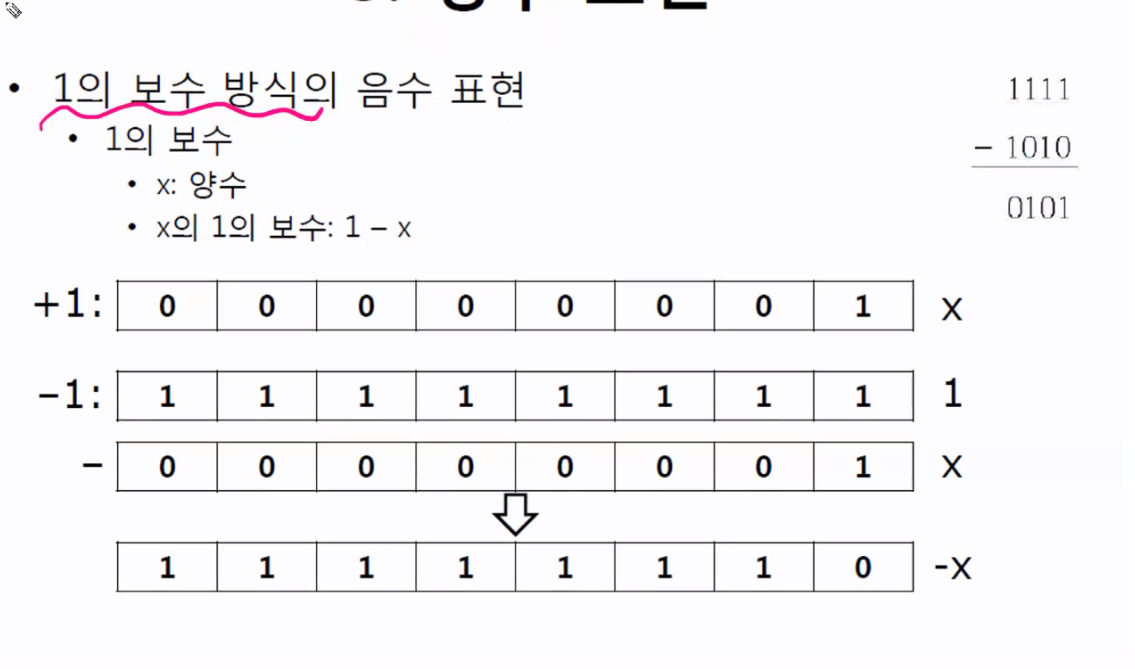 • 1의 보수 방식의 음수 표현
• 1의 보수
• x: 양수
• x의 1의 보수: 1 – x
1111
– 1010
0101
+1: 0 0 0 0 0 0 0 1 x
–1: 1 1 1 1 1 1 1 1 1
– 0 0 0 0 0 0 0 1 x
1 1 1 1 1 1 1 0 -x